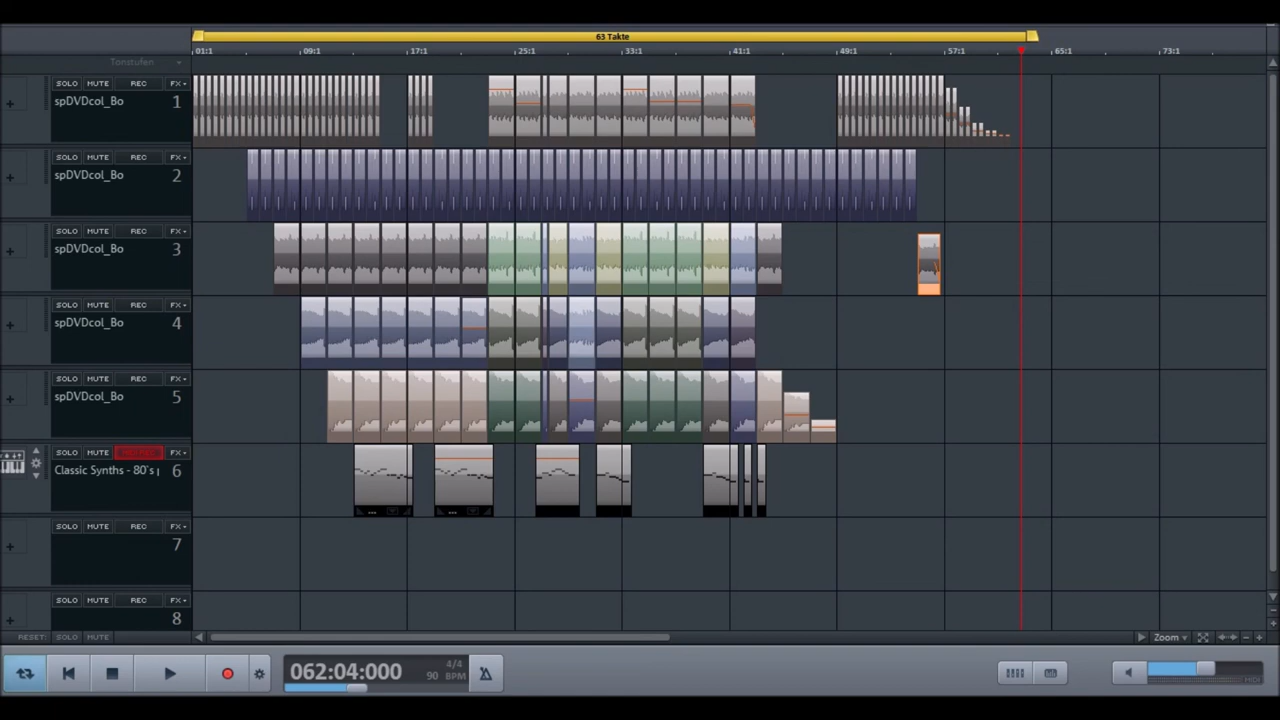 63 Takte
01:1 09:1 17:1 25:1 33:1 41:1 49:1 57:1 65:1 73:1
Tonstufen
SOLO MUTE REC FX
spDVDcol_Bo 1
SOLO MUTE REC FX
spDVDcol_Bo 2
SOLO MUTE REC FX
spDVDcol_Bo 3
SOLO MUTE REC FX
spDVDcol_Bo 4
SOLO MUTE REC FX
spDVDcol_Bo 5
SOLO MUTE FX
Classic Synths - 80's 6
SOLO MUTE REC FX
7
SOLO MUTE REC FX
8
RESET: SOLO MUTE
Zoom
062:04:000
4/4
90 BPM
MIDI